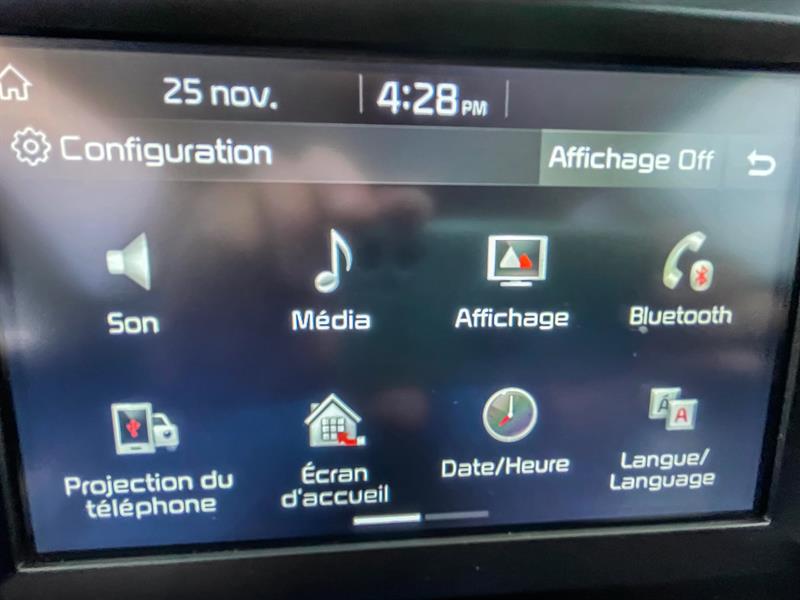 25 nov. 4:28 PM
Configuration Affichage Off
Son Média Affichage Bluetooth
Projection du
téléphone
Écran
d'accueil
Date/Heure
Langue/
Language